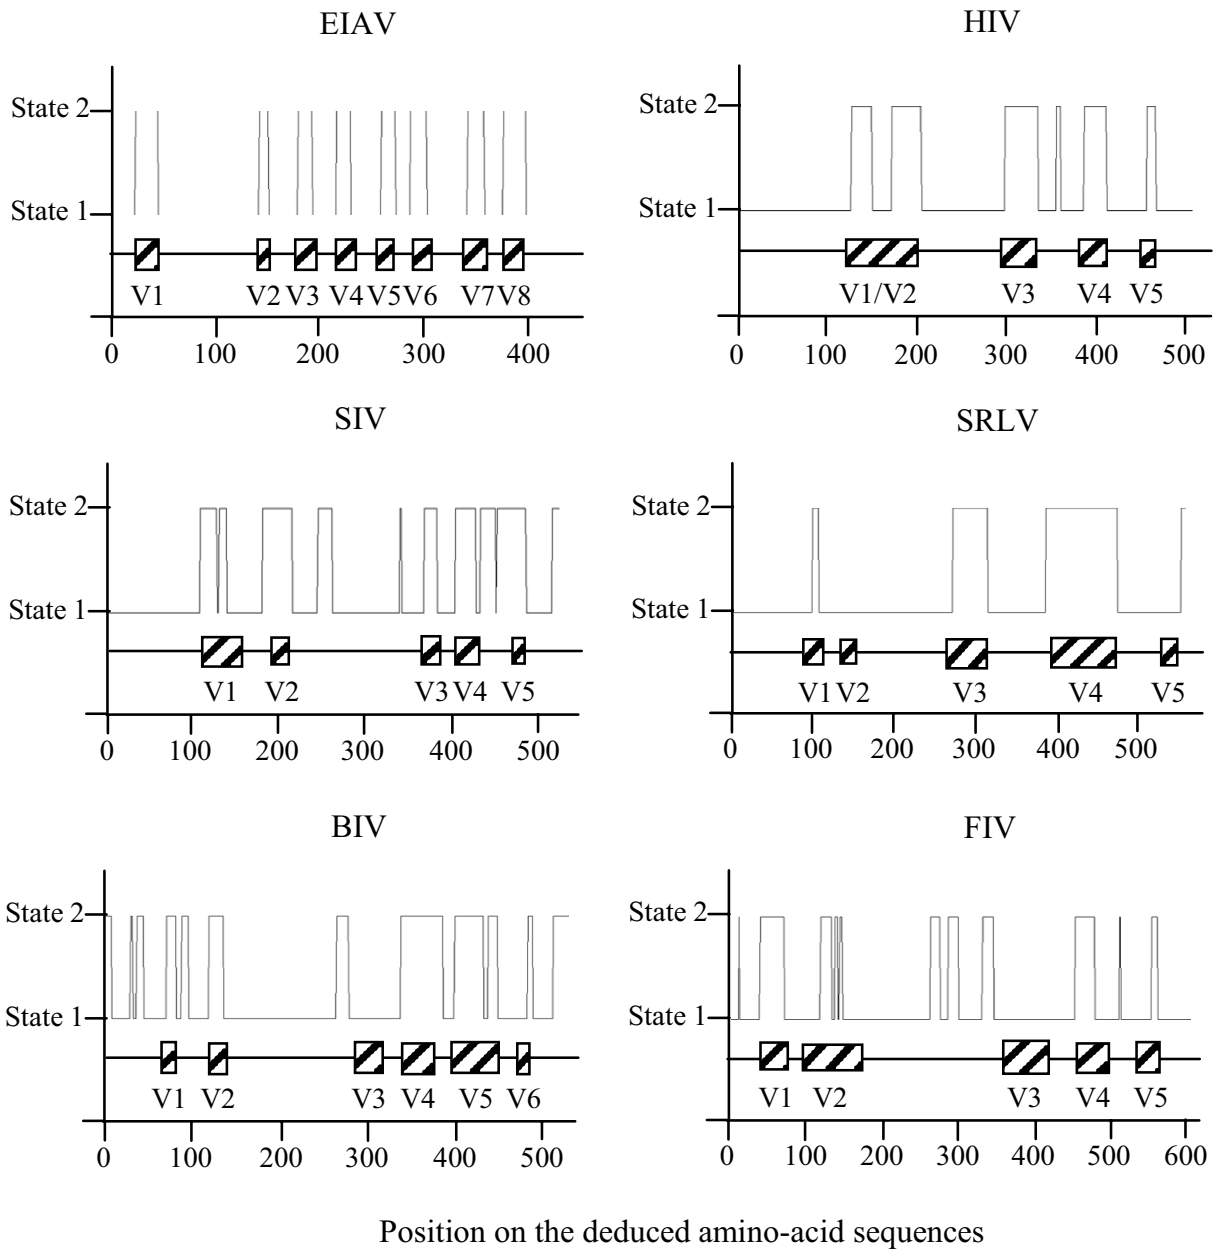 EIAV
State 2
State 1
V1 V2 V3 V4 V5 V6 V7 V8
0 100 200 300 400
HIV
State 2
State 1
V1/V2 V3 V4 V5
0 100 200 300 400 500
SIV
State 2
State 1
V1 V2 V3 V4 V5
0 100 200 300 400 500
SRLV
State 2
State 1
V1 V2 V3 V4 V5
0 100 200 300 400 500
BIV
State 2
State 1
V1 V2 V3 V4 V5 V6
0 100 200 300 400 500
FIV
State 2
State 1
V1 V2 V3 V4 V5
0 100 200 300 400 500 600
Position on the deduced amino-acid sequences